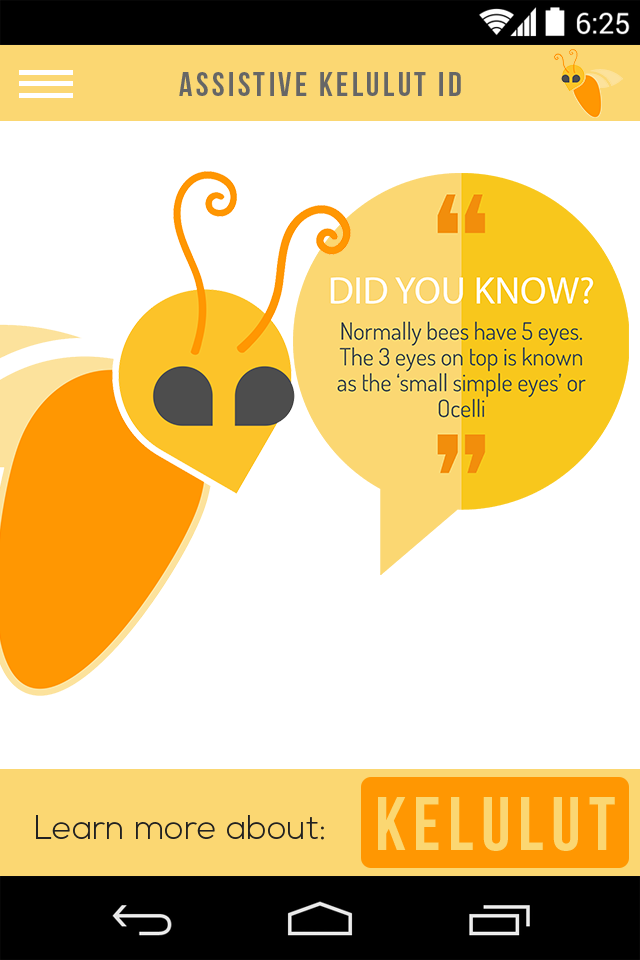 6:25
ASSISTIVE KELULUT ID
“
DID YOU KNOW?
Normally bees have 5 eyes.
The 3 eyes on top is known
as the ‘small simple eyes’ or
Ocelli
”
Learn more about:
KELULUT